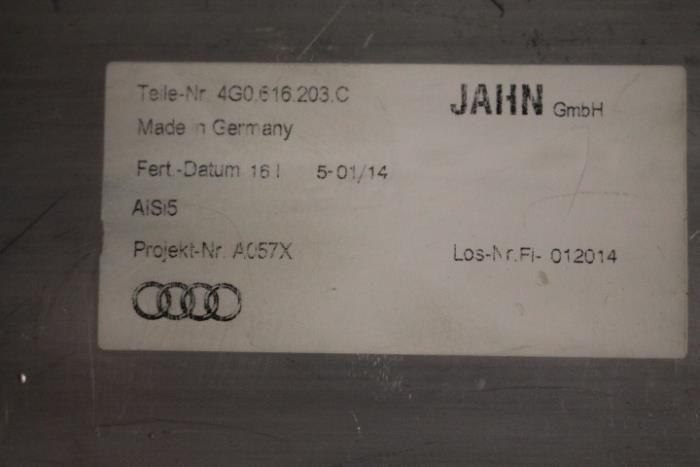 Teile-Nr. 4G0.616.203.C
JAHN GmbH
Made in Germany
Fert.-Datum 16 5-01/14
AlSi5
Projekt-Nr. A057X
Los-Nr.Fi- 012014